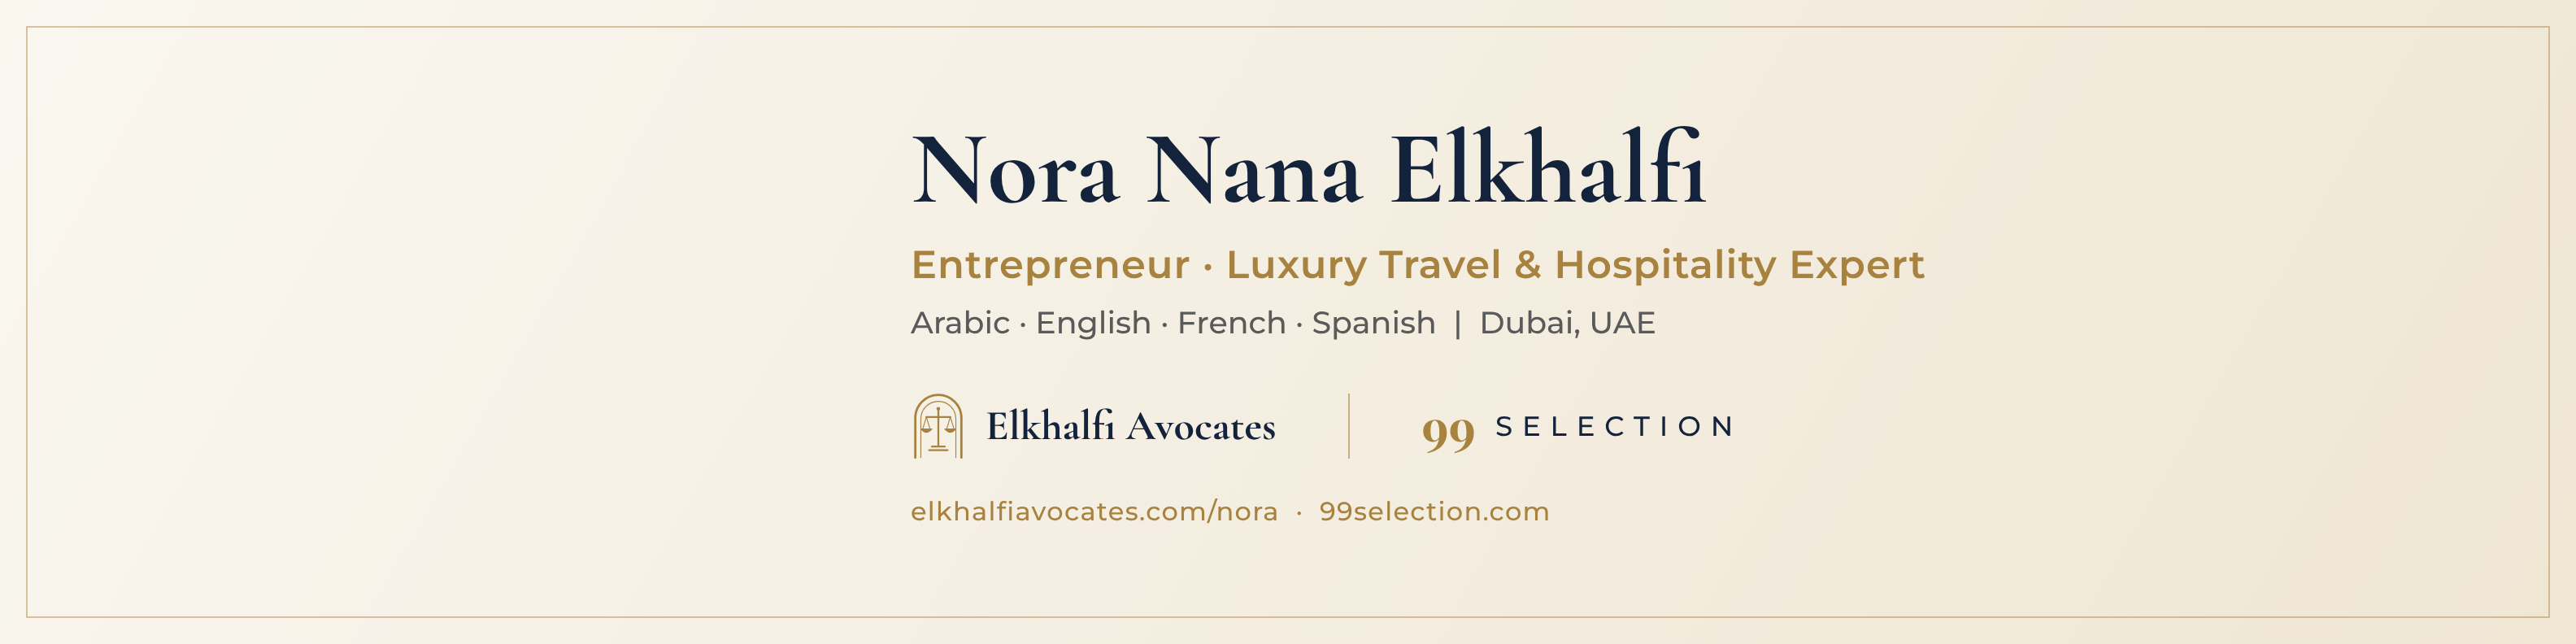 Nora Nana Elkhalfi
Entrepreneur · Luxury Travel & Hospitality Expert
Arabic · English · French · Spanish | Dubai, UAE
Elkhalfi Avocates
99 SELECTION
elkhalfiavocates.com/nora · 99selection.com